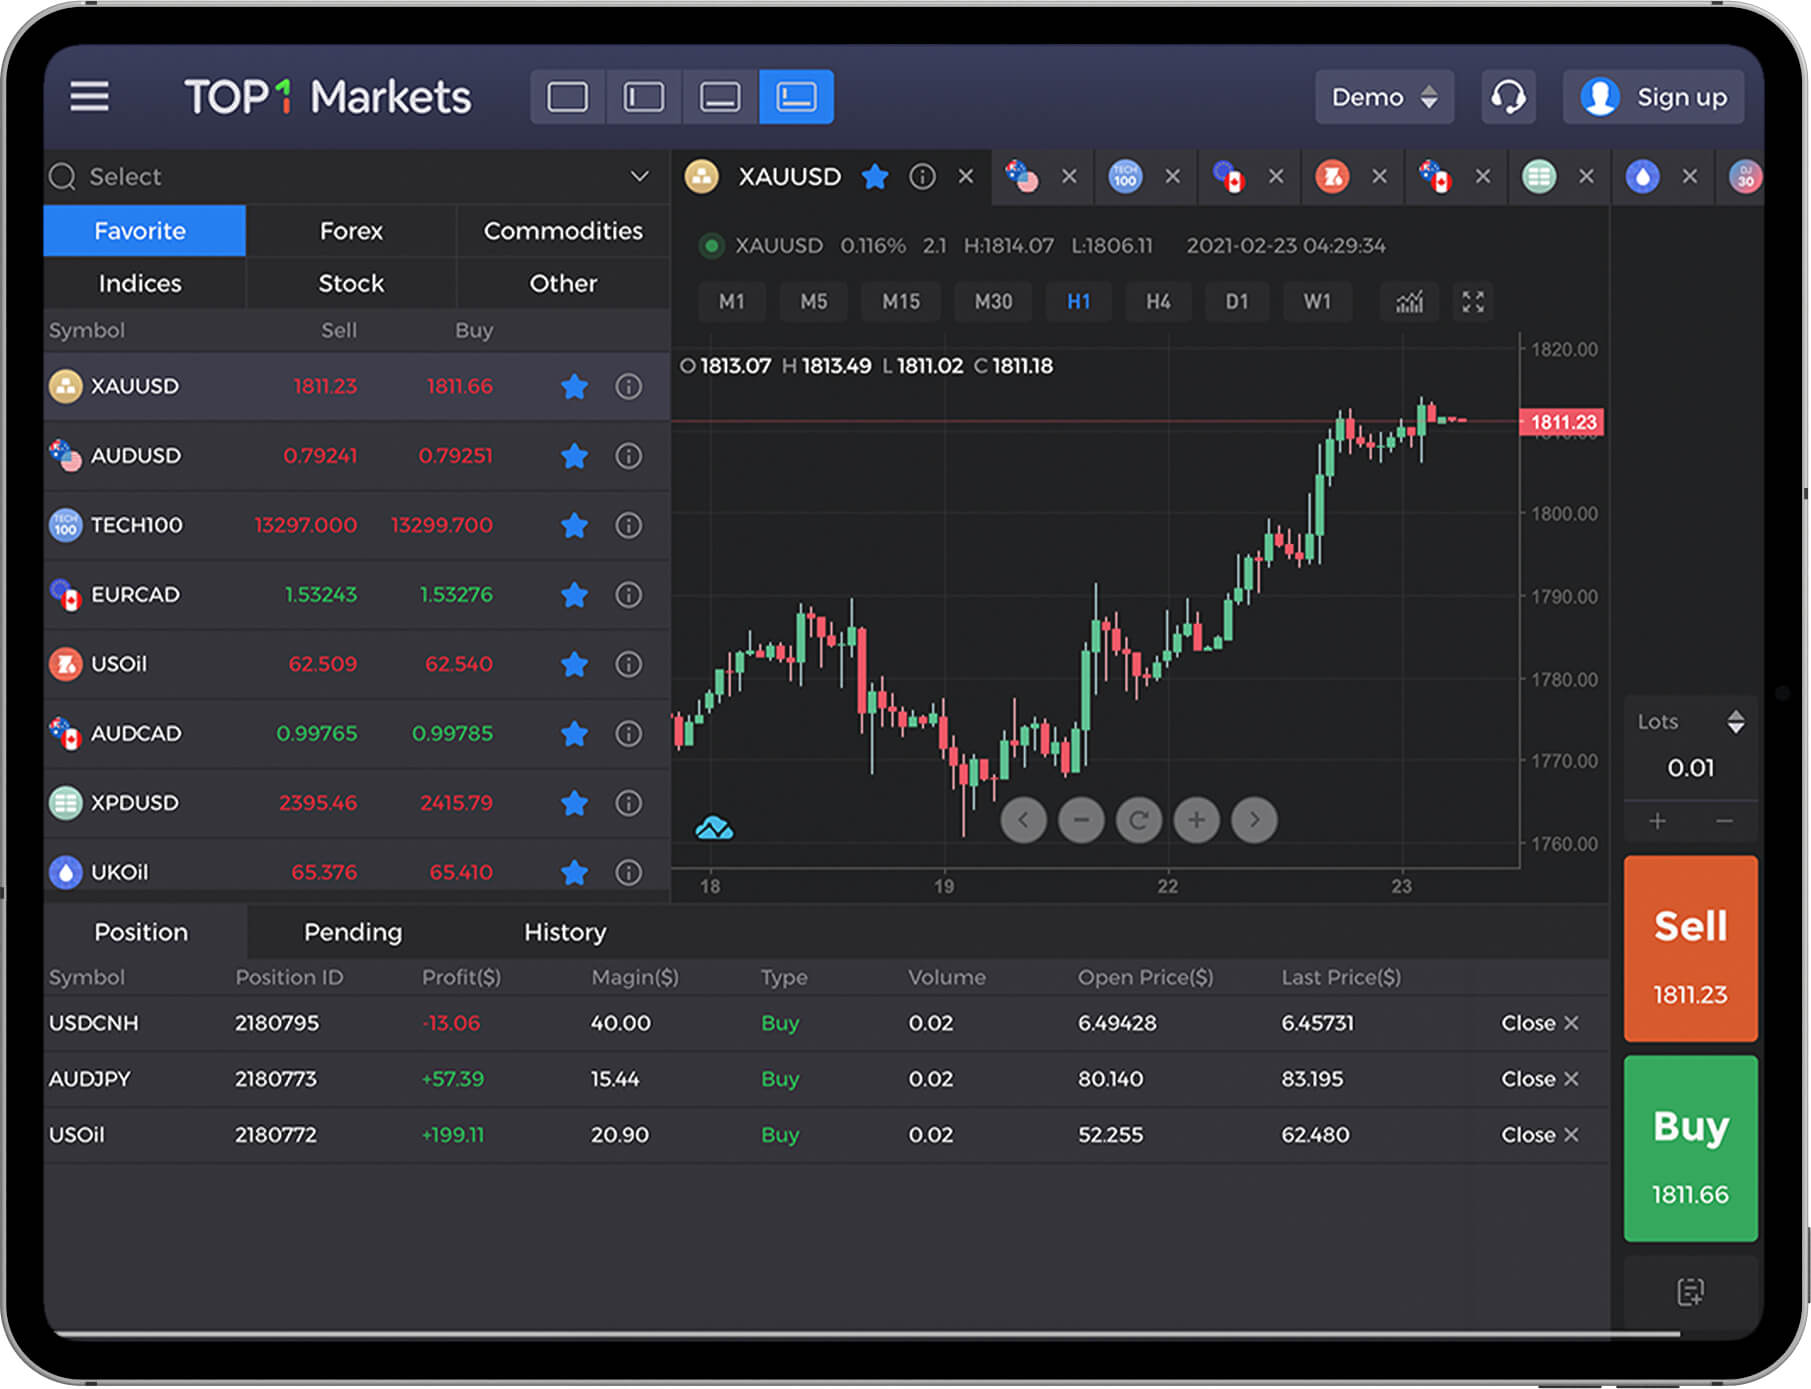 TOP1 Markets
Demo
Sign up
Select
Favorite Forex Commodities
Indices Stock Other
Symbol Sell Buy
XAUUSD 1811.23 1811.66
AUDUSD 0.79241 0.79251
TECH100 13297.000 13299.700
EURCAD 1.53243 1.53276
USOil 62.509 62.540
AUDCAD 0.99765 0.99785
XPDUSD 2395.46 2415.79
UKOil 65.376 65.410
TECH 100
XAUUSD
TECH 100
DJ 30
XAUUSD 0.116% 2.1 H:1814.07 L:1806.11 2021-02-23 04:29:34
M1 M5 M15 M30 H1 H4 D1 W1
O 1813.07 H 1813.49 L 1811.02 C 1811.18
1820.00
1811.23
1800.00
1790.00
1780.00
1770.00
1760.00
18 19 22 23
Lots
0.01
Sell
1811.23
Buy
1811.66
Position Pending History
Symbol Position ID Profit($) Magin($) Type Volume Open Price($) Last Price($)
USDCNH 2180795 -13.06 40.00 Buy 0.02 6.49428 6.45731 Close
AUDJPY 2180773 +57.39 15.44 Buy 0.02 80.140 83.195 Close
USOil 2180772 +199.11 20.90 Buy 0.02 52.255 62.480 Close